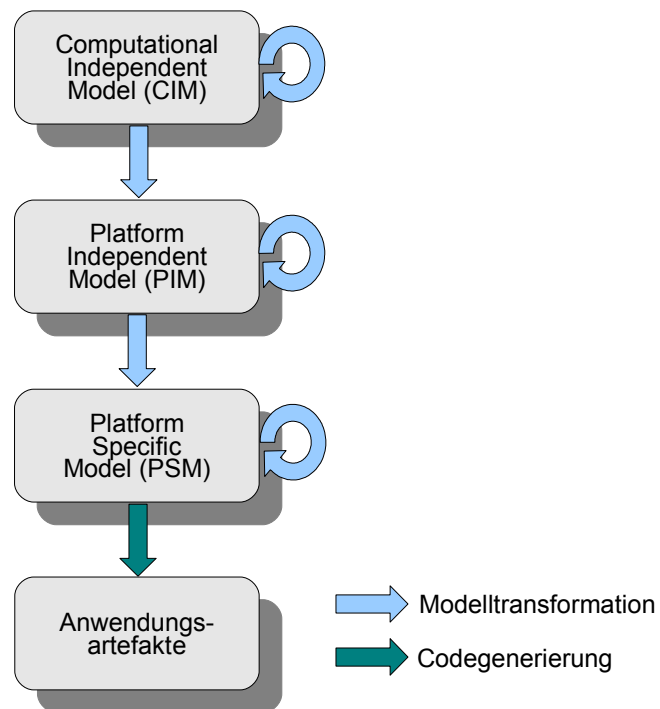 Computational
Independent
Model (CIM)
Platform
Independent
Model (PIM)
Platform
Specific
Model (PSM)
Anwendungs-
artefakte
Modelltransformation
Codegenerierung